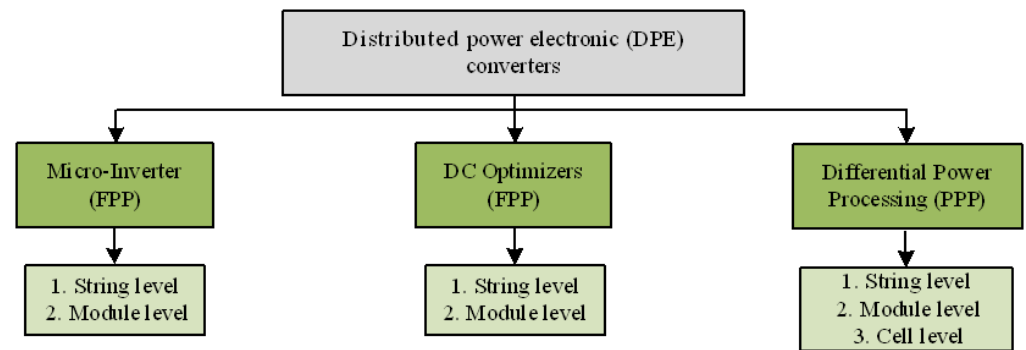 Distributed power electronic (DPE)
converters
Micro-Inverter
(FPP)
DC Optimizers
(FPP)
Differential Power
Processing (PPP)
1. String level
2. Module level
1. String level
2. Module level
1. String level
2. Module level
3. Cell level